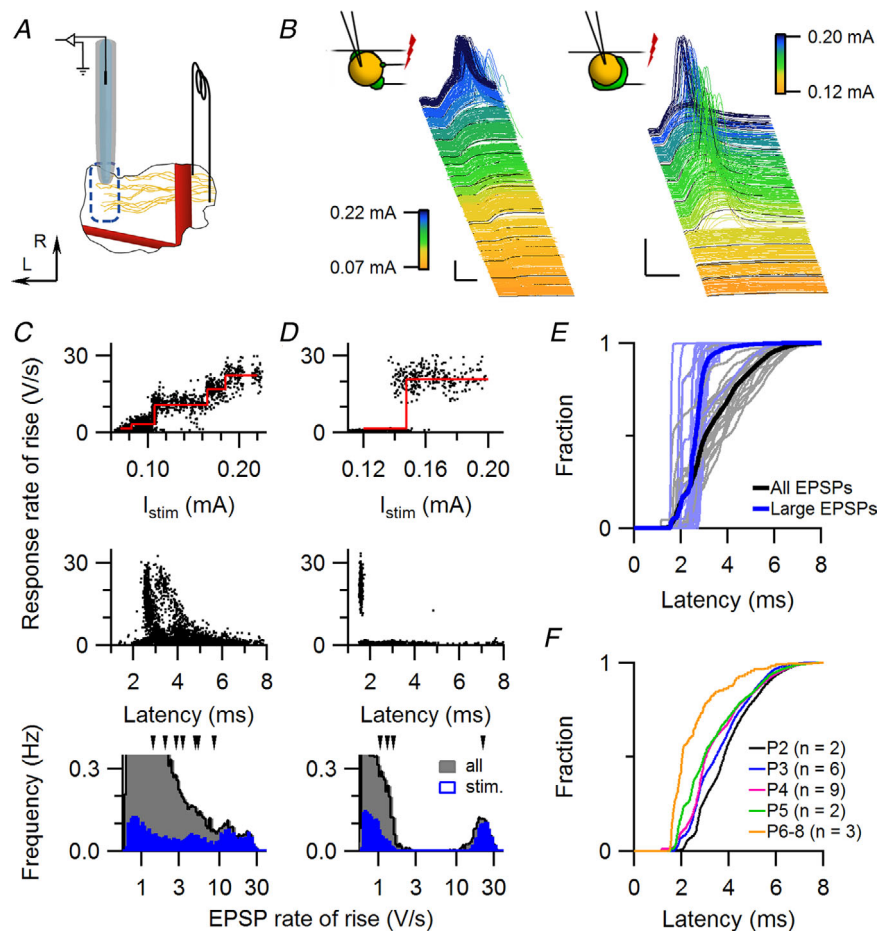 A
R
L
B
0.22 mA
0.07 mA
0.20 mA
0.12 mA
C
Response rate of rise (V/s)
30
0
0.10
0.20
Istim (mA)
30
0
2
4
6
8
Latency (ms)
Frequency (Hz)
0.3
0.0
1
3
10
30
EPSP rate of rise (V/s)
D
30
0
0.12
0.16
0.20
Istim (mA)
30
0
2
4
6
8
Latency (ms)
all
stim.
0.3
0.0
1
3
10
30
E
Fraction
1
0
All EPSPs
Large EPSPs
0
2
4
6
8
Latency (ms)
F
Fraction
1
0
P2 (n = 2)
P3 (n = 6)
P4 (n = 9)
P5 (n = 2)
P6-8 (n = 3)
0
2
4
6
8
Latency (ms)